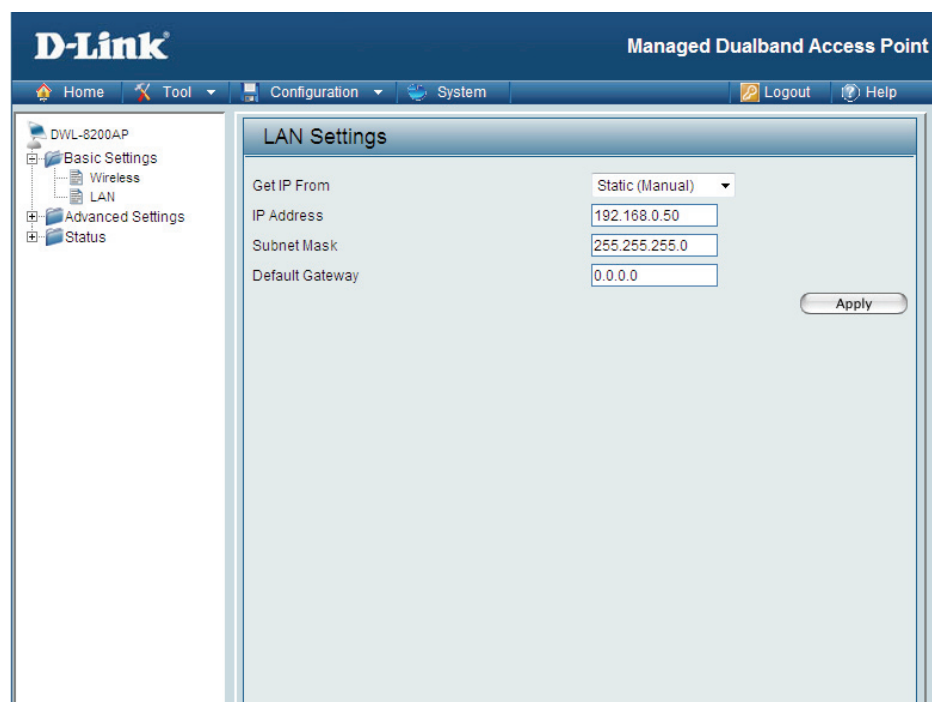 D-Link
Managed Dualband Access Point
Home Tool Configuration System Logout Help
DWL-8200AP
Basic Settings
Wireless
LAN
Advanced Settings
Status
LAN Settings
Get IP From Static (Manual)
IP Address 192.168.0.50
Subnet Mask 255.255.255.0
Default Gateway 0.0.0.0
Apply